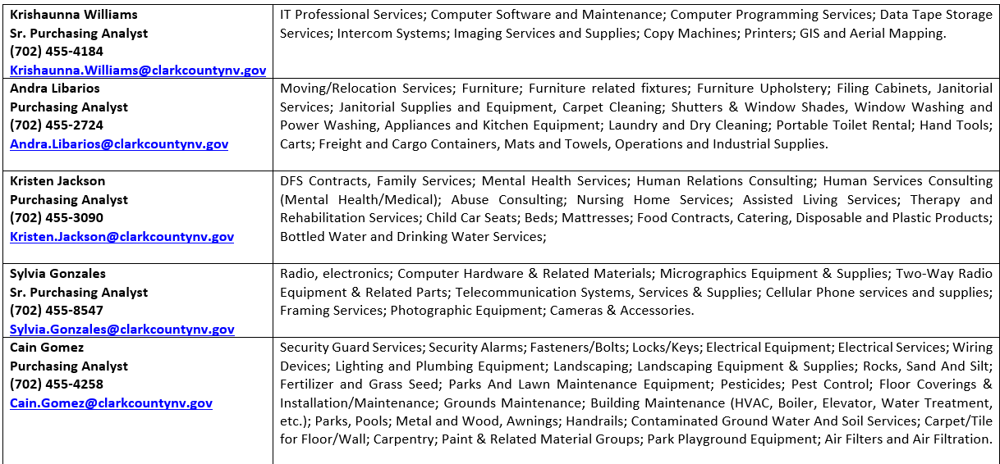 Krishaunna Williams
Sr. Purchasing Analyst
(702) 455-4184
Krishaunna.Williams@clarkcountynv.gov
IT Professional Services; Computer Software and Maintenance; Computer Programming Services; Data Tape Storage
Services; Intercom Systems; Imaging Services and Supplies; Copy Machines; Printers; GIS and Aerial Mapping.
Andra Libarios
Purchasing Analyst
(702) 455-2724
Andra.Libarios@clarkcountynv.gov
Moving/Relocation Services; Furniture; Furniture related fixtures; Furniture Upholstery; Filing Cabinets, Janitorial
Services; Janitorial Supplies and Equipment, Carpet Cleaning; Shutters & Window Shades, Window Washing and
Power Washing, Appliances and Kitchen Equipment; Laundry and Dry Cleaning; Portable Toilet Rental; Hand Tools;
Carts; Freight and Cargo Containers, Mats and Towels, Operations and Industrial Supplies.
Kristen Jackson
Purchasing Analyst
(702) 455-3090
Kristen.Jackson@clarkcountynv.gov
DFS Contracts, Family Services; Mental Health Services; Human Relations Consulting; Human Services Consulting
(Mental Health/Medical); Abuse Consulting; Nursing Home Services; Assisted Living Services; Therapy and
Rehabilitation Services; Child Car Seats; Beds; Mattresses; Food Contracts, Catering, Disposable and Plastic Products;
Bottled Water and Drinking Water Services;
Sylvia Gonzales
Sr. Purchasing Analyst
(702) 455-8547
Sylvia.Gonzales@clarkcountynv.gov
Radio, electronics; Computer Hardware & Related Materials; Micrographics Equipment & Supplies; Two-Way Radio
Equipment & Related Parts; Telecommunication Systems, Services & Supplies; Cellular Phone services and supplies;
Framing Services; Photographic Equipment; Cameras & Accessories.
Cain Gomez
Purchasing Analyst
(702) 455-4258
Cain.Gomez@clarkcountynv.gov
Security Guard Services; Security Alarms; Fasteners/Bolts; Locks/Keys; Electrical Equipment; Electrical Services; Wiring
Devices; Lighting and Plumbing Equipment; Landscaping; Landscaping Equipment & Supplies; Rocks, Sand And Silt;
Fertilizer and Grass Seed; Parks And Lawn Maintenance Equipment; Pesticides; Pest Control; Floor Coverings &
Installation/Maintenance; Grounds Maintenance; Building Maintenance (HVAC, Boiler, Elevator, Water Treatment,
etc.); Parks, Pools; Metal and Wood, Awnings; Handrails; Contaminated Ground Water And Soil Services; Carpet/Tile
for Floor/Wall; Carpentry; Paint & Related Material Groups; Park Playground Equipment; Air Filters and Air Filtration.